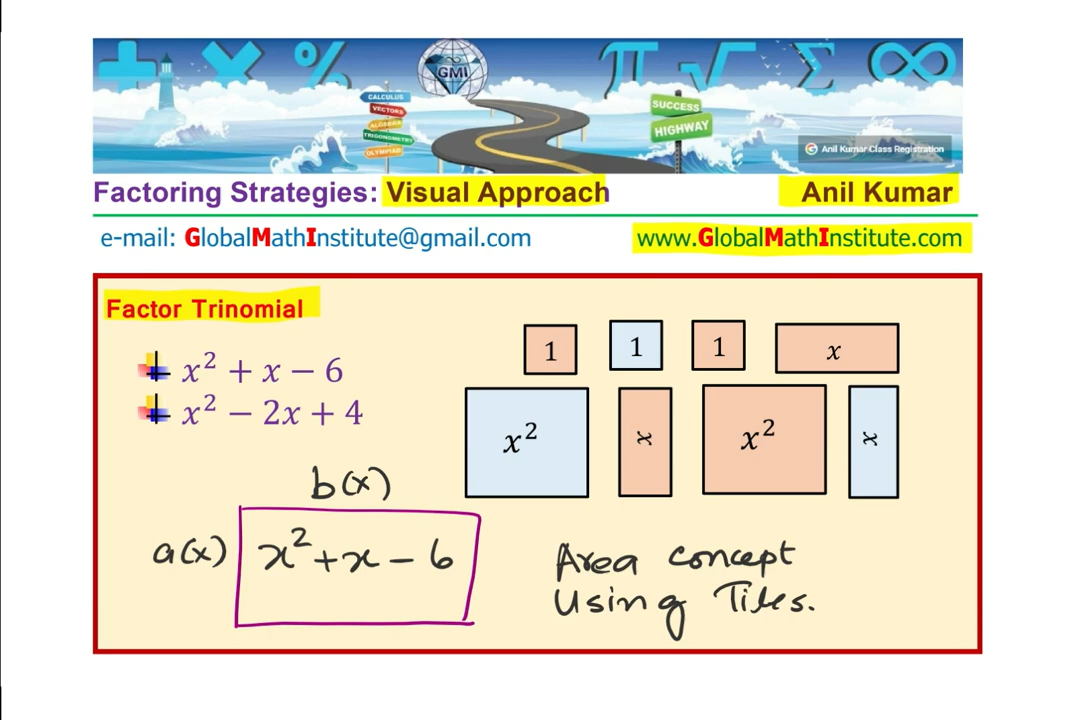 + × % GMI π √ Σ ∞
CALCULUS
VECTORS
ALGEBRA
TRIGONOMETRY
OLYMPIAD
SUCCESS
HIGHWAY
G Anil Kumar Class Registration
Factoring Strategies: Visual Approach Anil Kumar
e-mail: GlobalMathInstitute@gmail.com www.GlobalMathInstitute.com
Factor Trinomial
x² + x − 6
x² − 2x + 4
1 1 1 x
x² x x² x
b(x)
a(x) x² + x − 6
Area concept
Using Tiles.